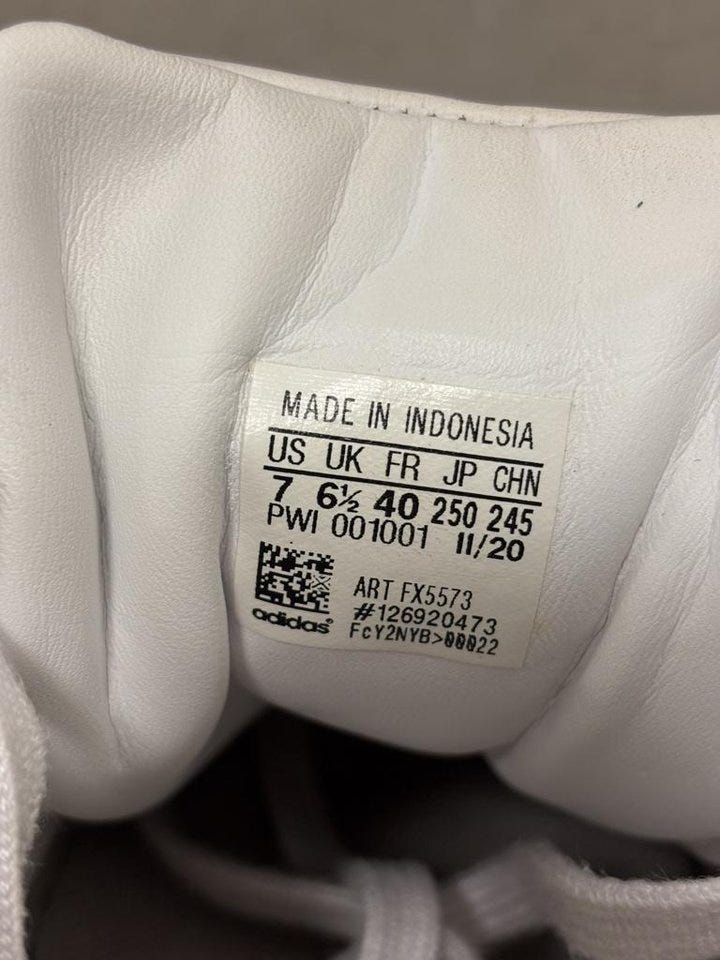 MADE IN INDONESIA
US UK FR JP CHN
7 6½ 40 250 245
PWI 001001 11/20
ART FX5573
#126920473
adidas® FcY2NYB>00022